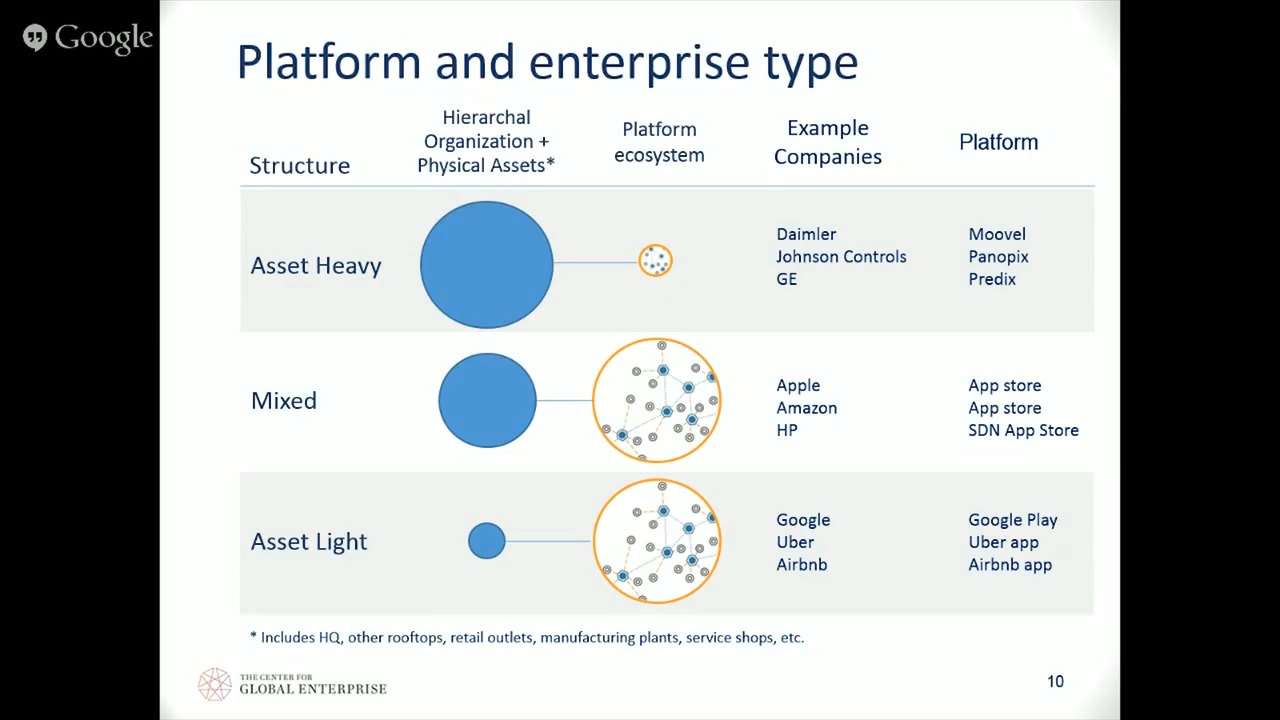 Google
Platform and enterprise type
Structure
Hierarchal
Organization +
Physical Assets*
Platform
ecosystem
Example
Companies
Platform
Asset Heavy
Daimler
Johnson Controls
GE
Moovel
Panopix
Predix
Mixed
Apple
Amazon
HP
App store
App store
SDN App Store
Asset Light
Google
Uber
Airbnb
Google Play
Uber app
Airbnb app
* Includes HQ, other rooftops, retail outlets, manufacturing plants, service shops, etc.
THE CENTER FOR
GLOBAL ENTERPRISE
10